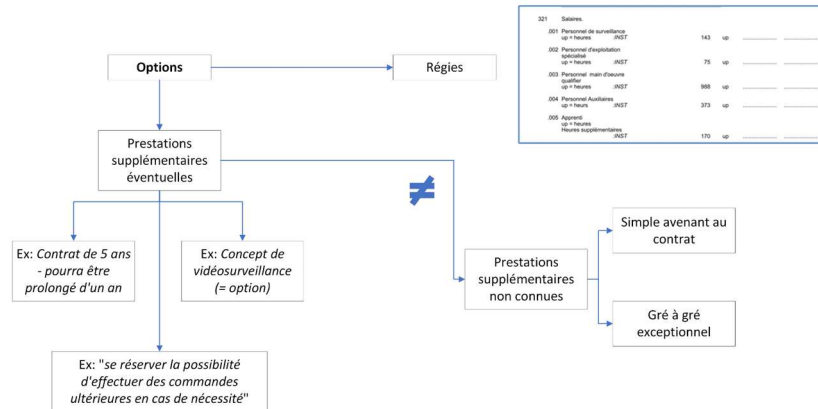 Options
Régies
321 Salaires.
.001 Personnel de surveillance
up = heures :INST 143 up
.002 Personnel d'exploitation
spécialisé
up = heures :INST 75 up
.003 Personnel main d'oeuvre
qualifier
up = heures :INST 988 up
.004 Personnel Auxiliaires
up = heurs :INST 373 up
.005 Apprenti
up = heures
Heures supplémentaires
:INST 170 up
Prestations
supplémentaires
éventuelles
≠
Ex: Contrat de 5 ans
- pourra être
prolongé d'un an
Ex: Concept de
vidéosurveillance
(= option)
Prestations
supplémentaires
non connues
Simple avenant au
contrat
Gré à gré
exceptionnel
Ex: "se réserver la possibilité
d'effectuer des commandes
ultérieures en cas de nécessité"